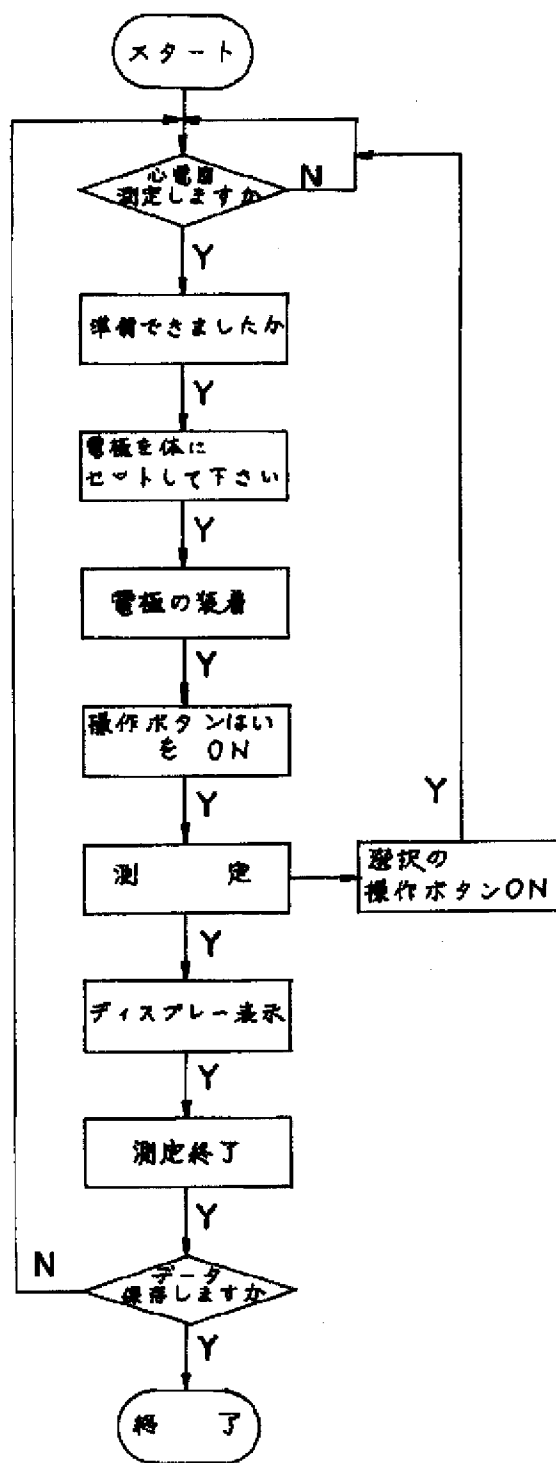 スタート
心電図
測定しますか
N
Y
準備できましたか
Y
電極を体に
セットして下さい
Y
電極の装着
Y
操作ボタンはい
を ON
Y
測 定
選択の
操作ボタンON
Y
Y
ディスプレー表示
Y
測定終了
Y
データ
保存しますか
N
Y
終 了